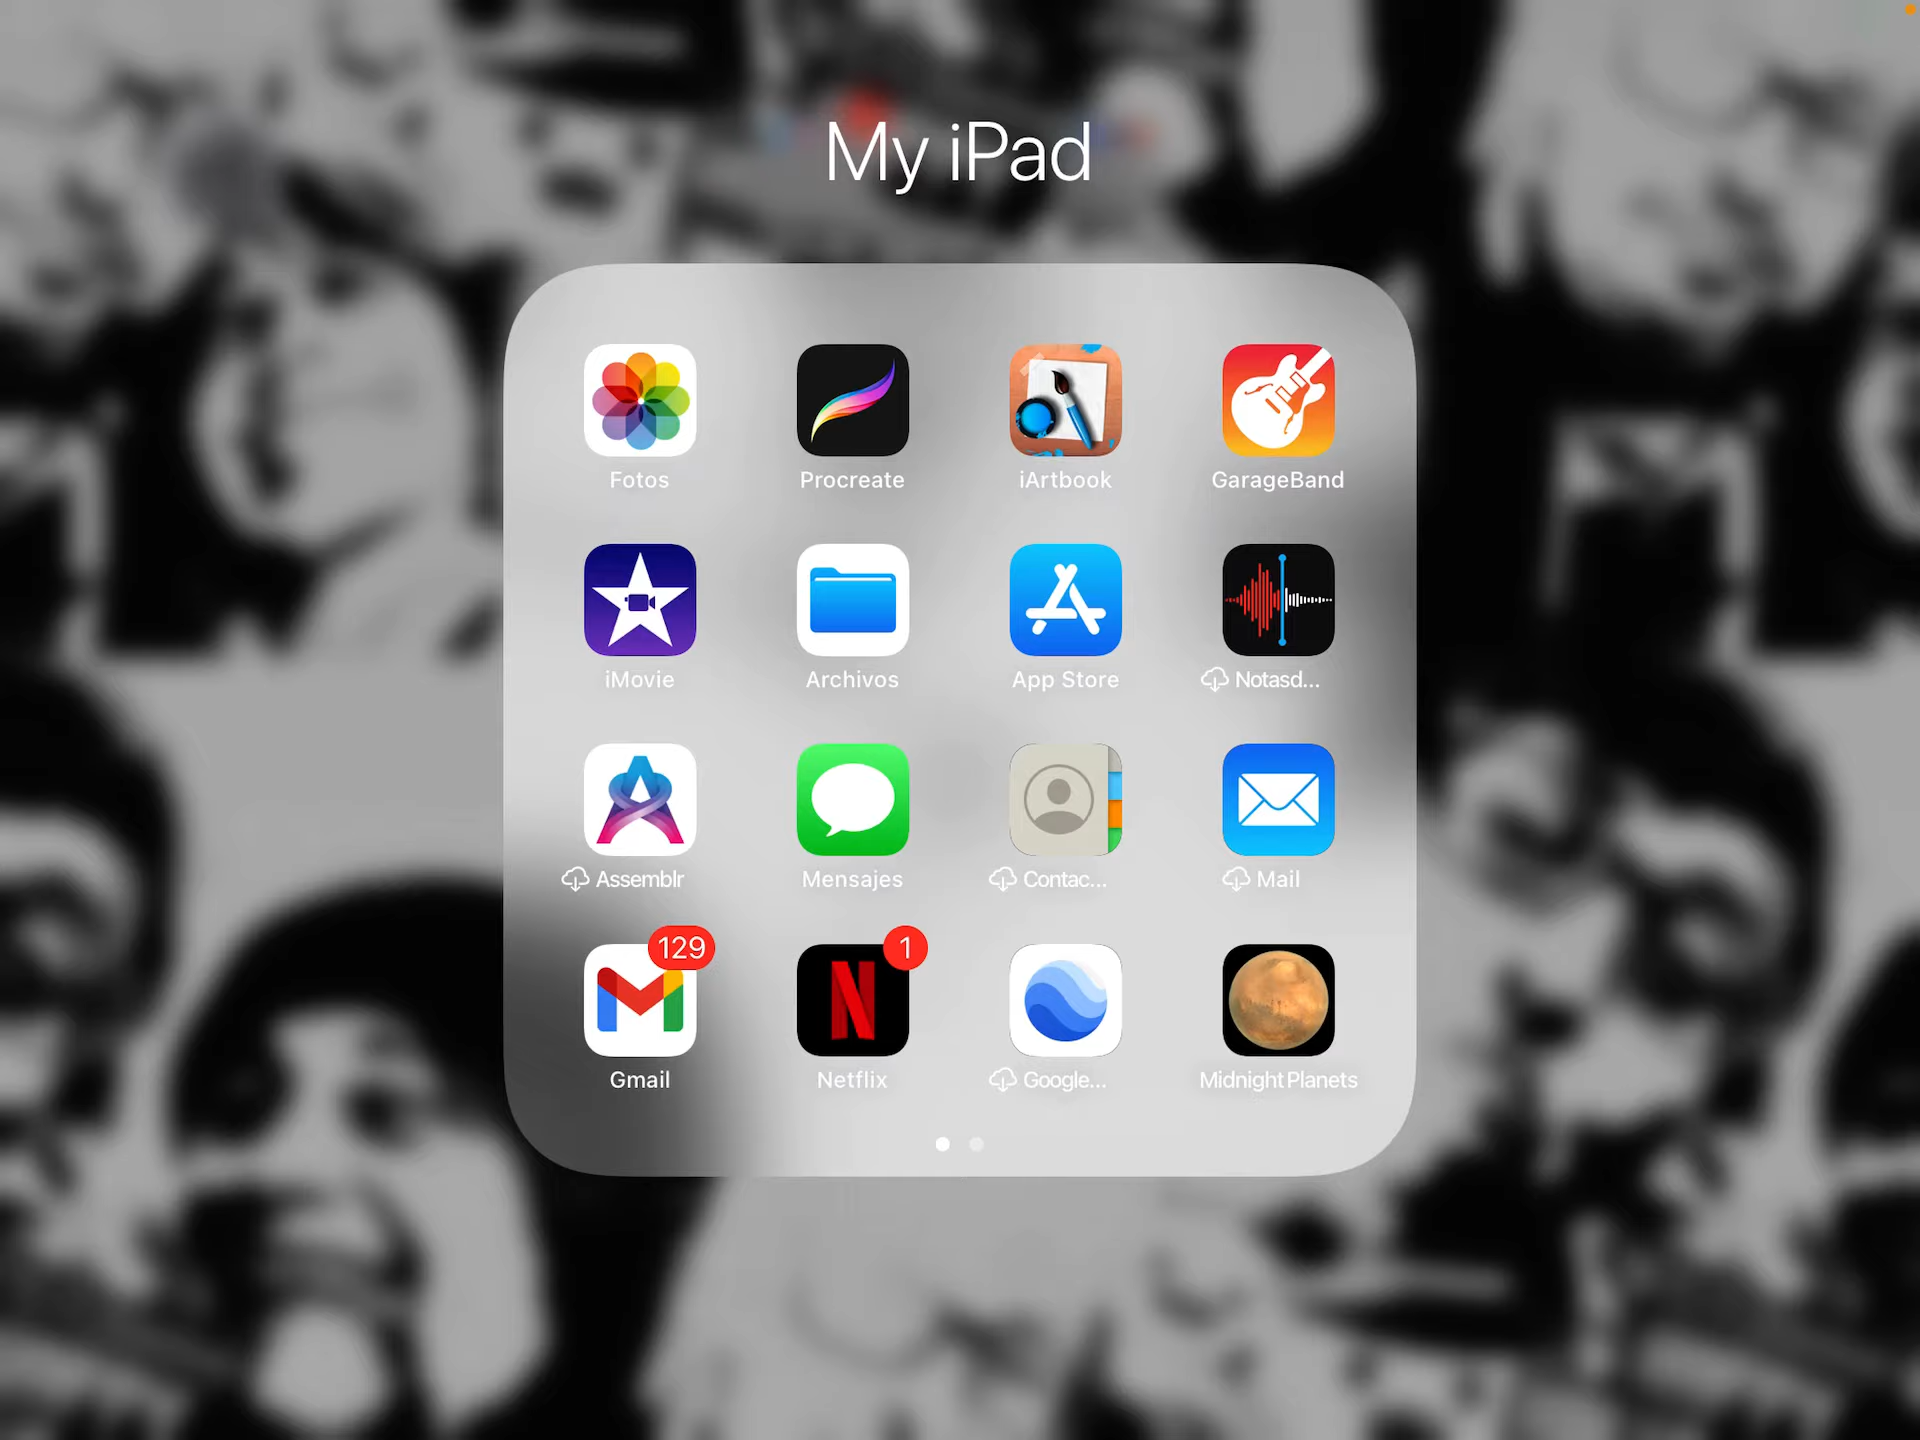 My iPad
Fotos
Procreate
iArtbook
GarageBand
iMovie
Archivos
App Store
Notasd...
Assemblr
Mensajes
Contac...
Mail
129
1
Gmail
Netflix
Google...
Midnight Planets